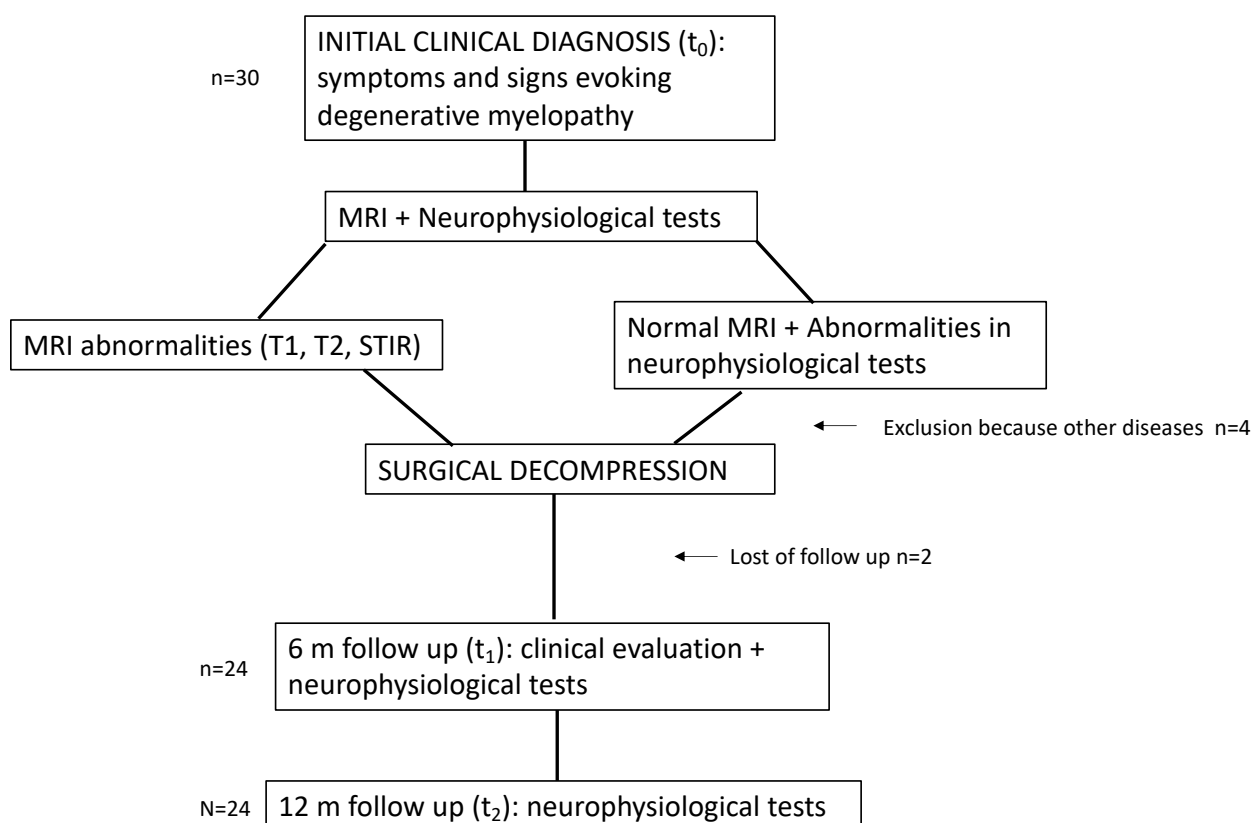 INITIAL CLINICAL DIAGNOSIS (t0):
symptoms and signs evoking
degenerative myelopathy
n=30
MRI + Neurophysiological tests
MRI abnormalities (T1, T2, STIR)
Normal MRI + Abnormalities in
neurophysiological tests
Exclusion because other diseases n=4
SURGICAL DECOMPRESSION
Lost of follow up n=2
6 m follow up (t1): clinical evaluation +
neurophysiological tests
n=24
N=24
12 m follow up (t2): neurophysiological tests